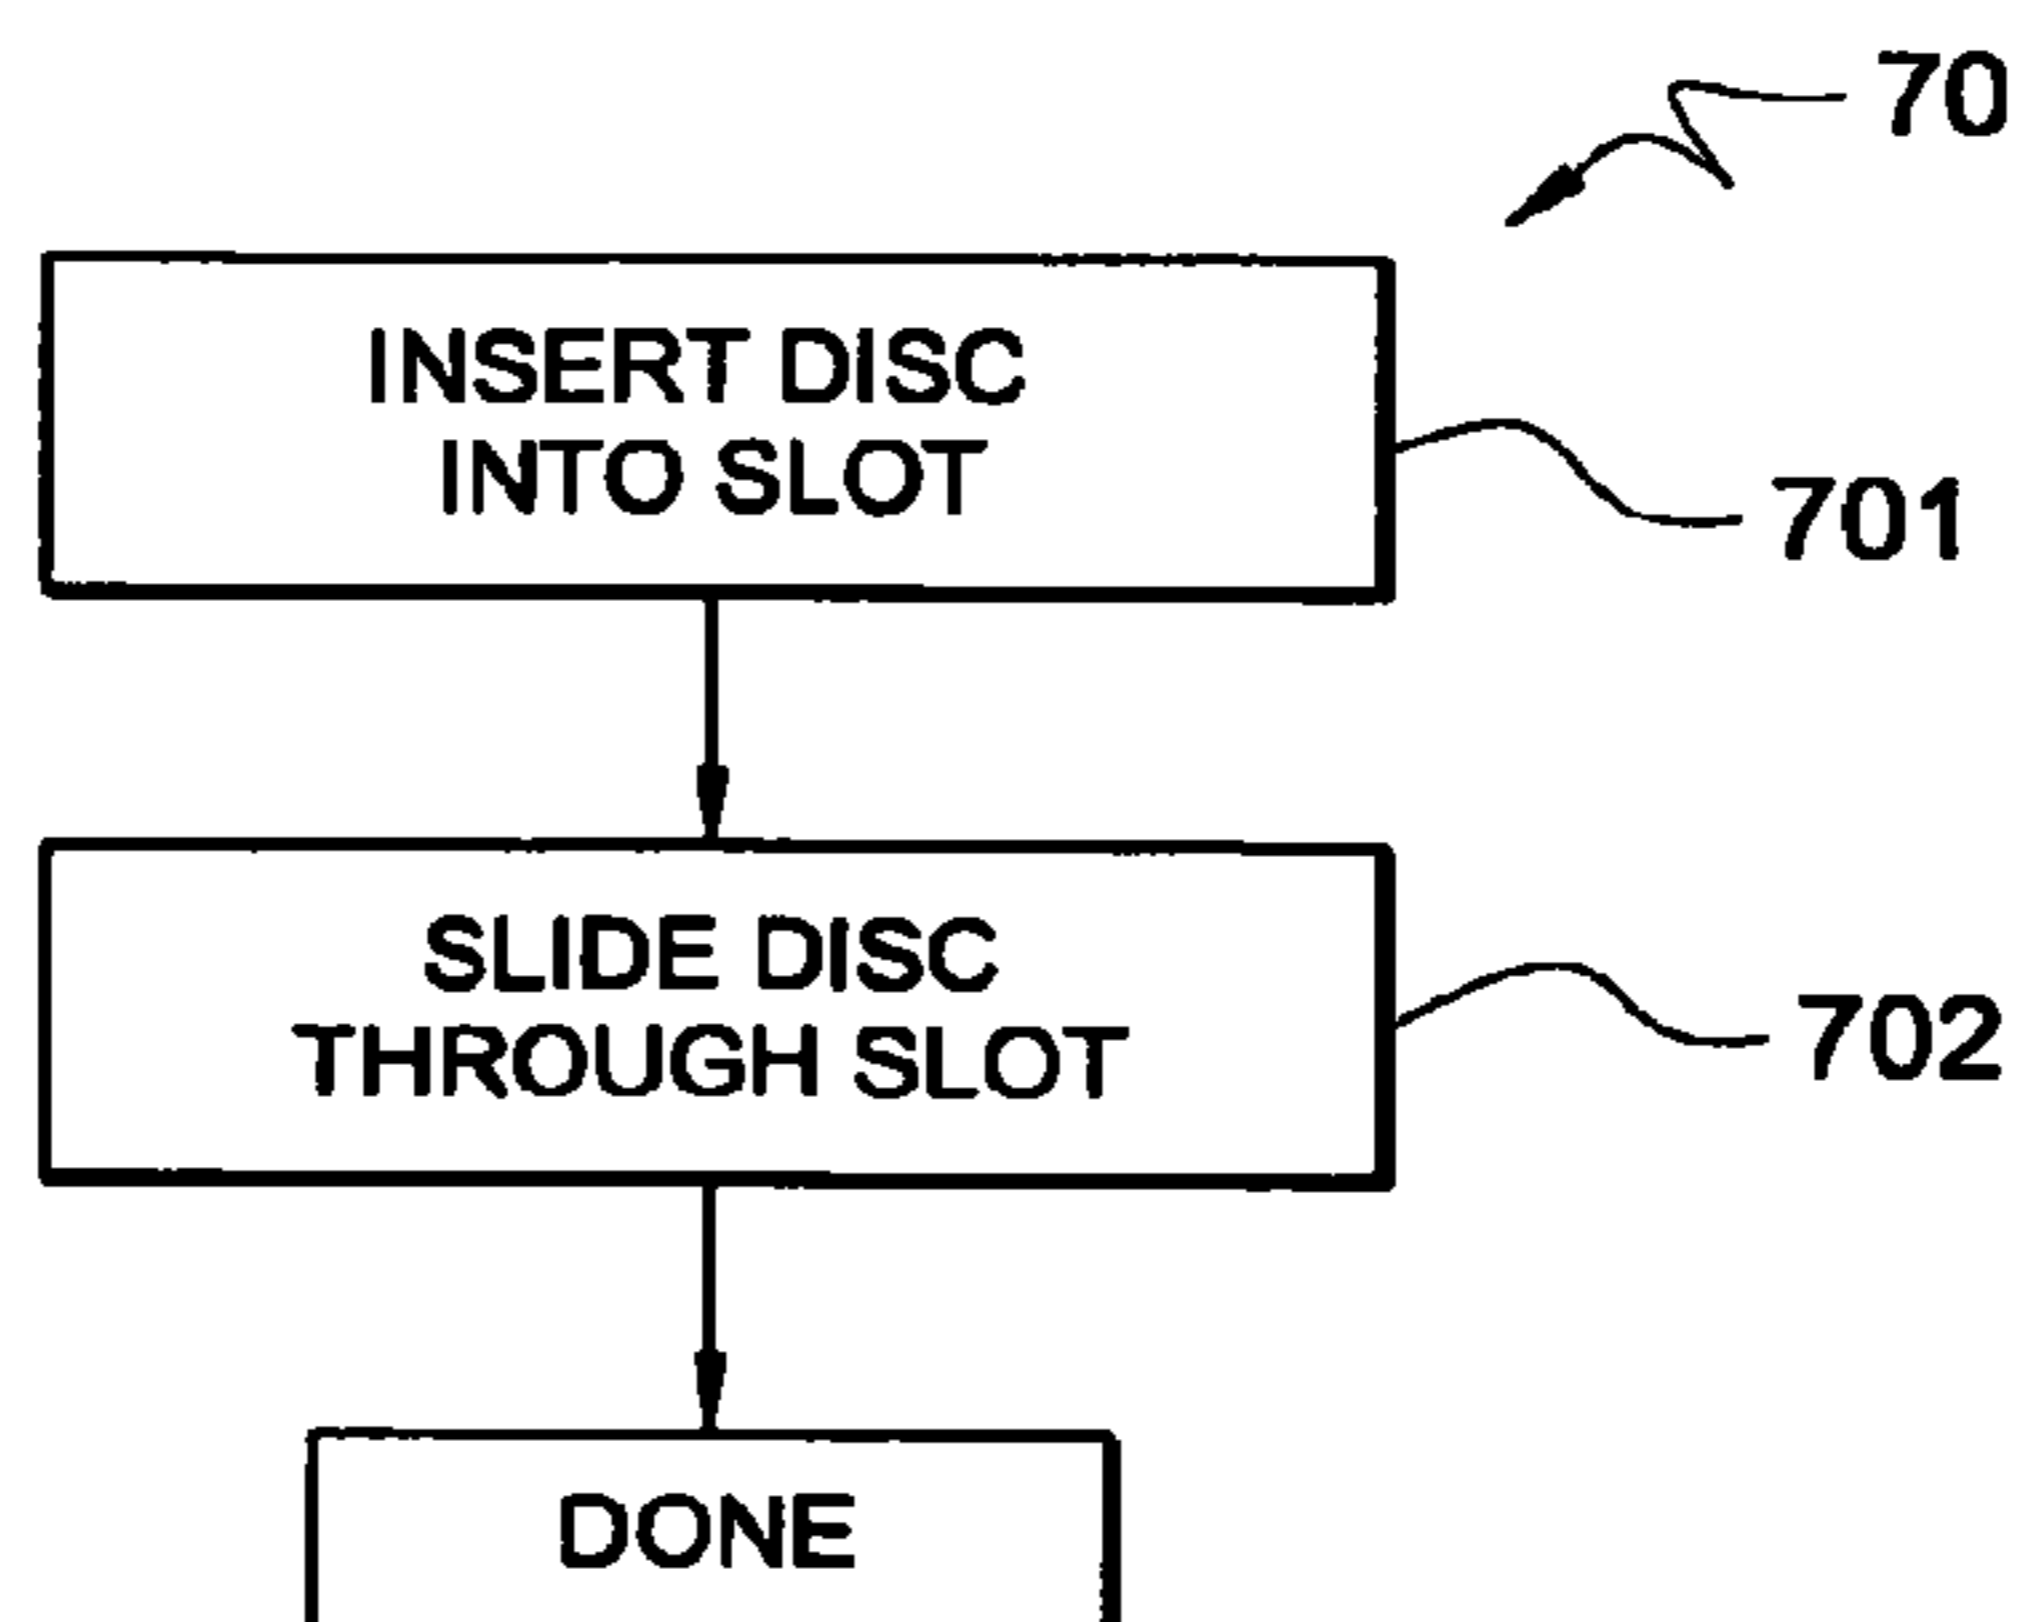 70
INSERT DISC
INTO SLOT
701
SLIDE DISC
THROUGH SLOT
702
DONE